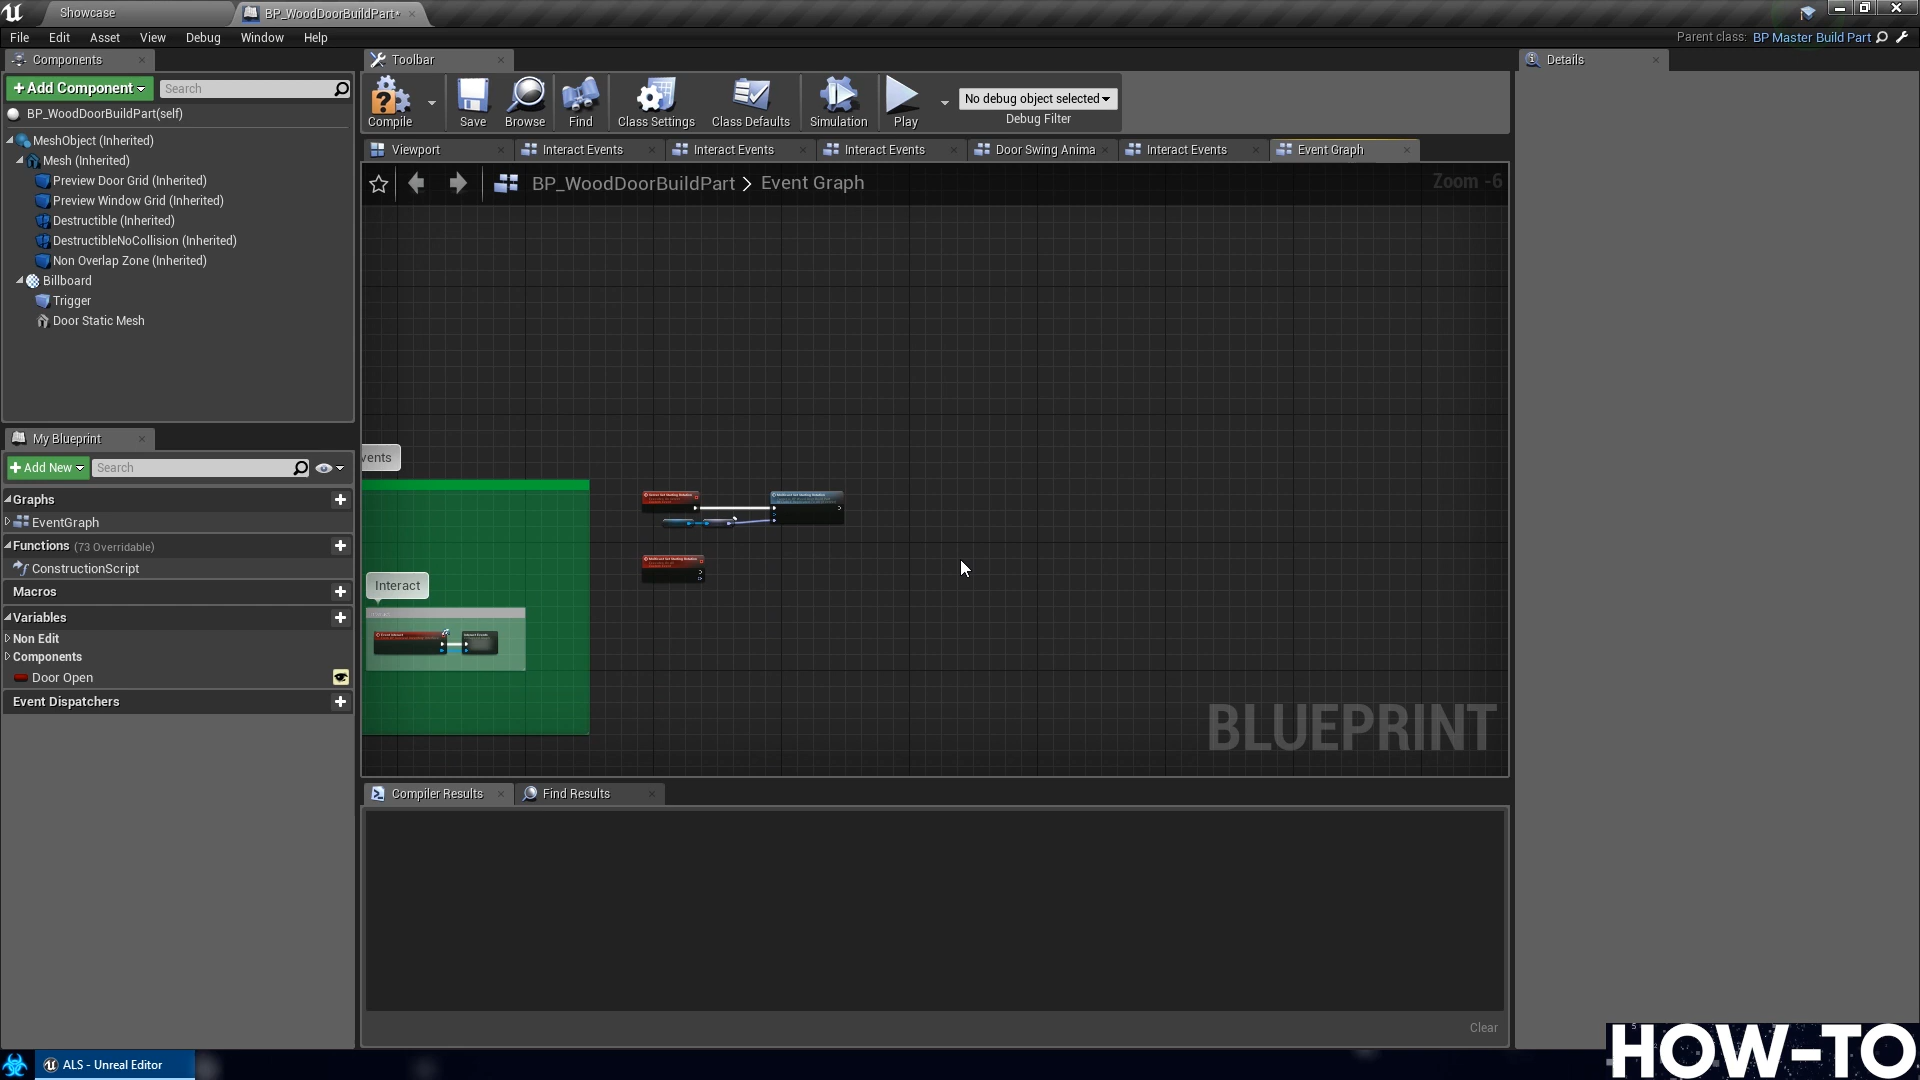 Showcase
BP_WoodDoorBuildPart*
File Edit Asset View Debug Window Help
Parent class: BP Master Build Part
Components
Toolbar
Details
+Add Component
Search
BP_WoodDoorBuildPart(self)
MeshObject (Inherited)
Mesh (Inherited)
Preview Door Grid (Inherited)
Preview Window Grid (Inherited)
Destructible (Inherited)
DestructibleNoCollision (Inherited)
Non Overlap Zone (Inherited)
Billboard
Trigger
Door Static Mesh
Compile
Save
Browse
Find
Class Settings
Class Defaults
Simulation
Play
No debug object selected
Debug Filter
Viewport
Interact Events
Interact Events
Interact Events
Door Swing Anima
Interact Events
Event Graph
BP_WoodDoorBuildPart > Event Graph
Zoom -6
vents
Interact
Event Interact
Interact Events
BLUEPRINT
My Blueprint
+Add New
Search
Graphs
EventGraph
Functions (73 Overridable)
ConstructionScript
Macros
Variables
Non Edit
Components
Door Open
Event Dispatchers
Compiler Results
Find Results
Clear
ALS - Unreal Editor
HOW-TO